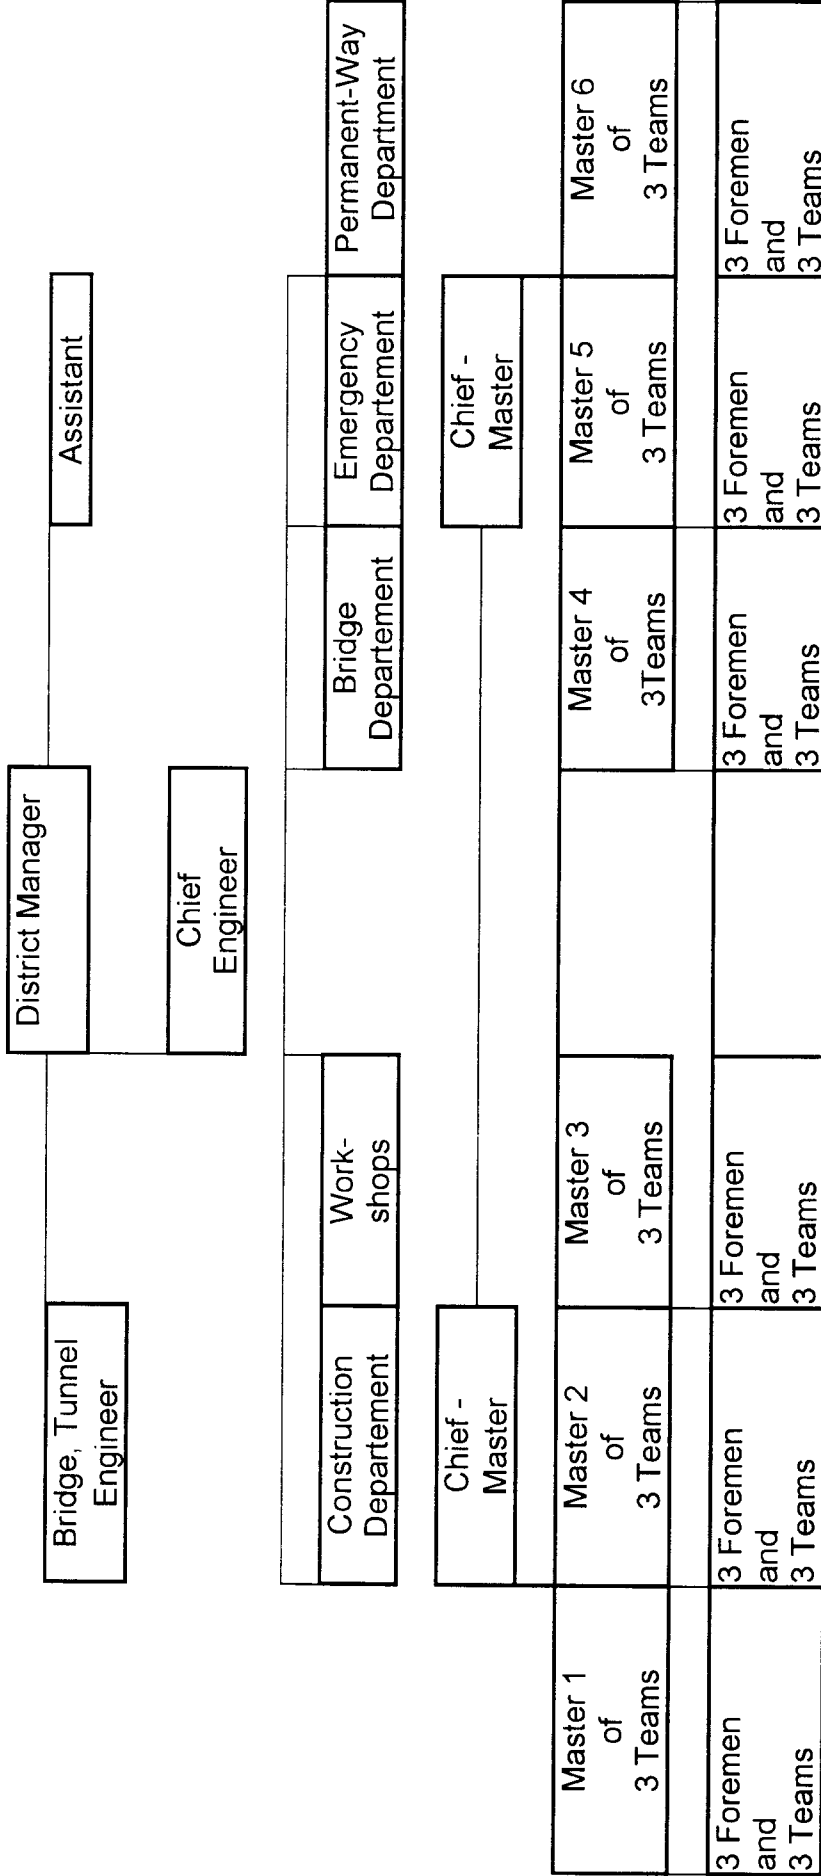 District Manager
Bridge, Tunnel
Engineer
Assistant
Chief
Engineer
Construction
Departement
Work-
shops
Bridge
Departement
Emergency
Departement
Permanent-Way
Department
Chief -
Master
Chief -
Master
Master 1
of
3 Teams
Master 2
of
3 Teams
Master 3
of
3 Teams
Master 4
of
3Teams
Master 5
of
3 Teams
Master 6
of
3 Teams
3 Foremen
and
3 Teams
3 Foremen
and
3 Teams
3 Foremen
and
3 Teams
3 Foremen
and
3 Teams
3 Foremen
and
3 Teams
3 Foremen
and
3 Teams